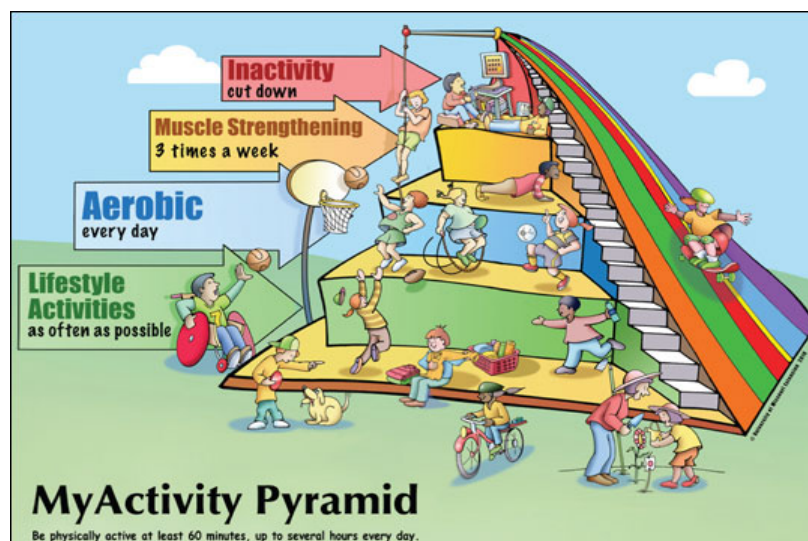 Inactivity
cut down
Muscle Strengthening
3 times a week
Aerobic
every day
Lifestyle
Activities
as often as possible
MyActivity Pyramid
Be physically active at least 60 minutes, up to several hours every day.